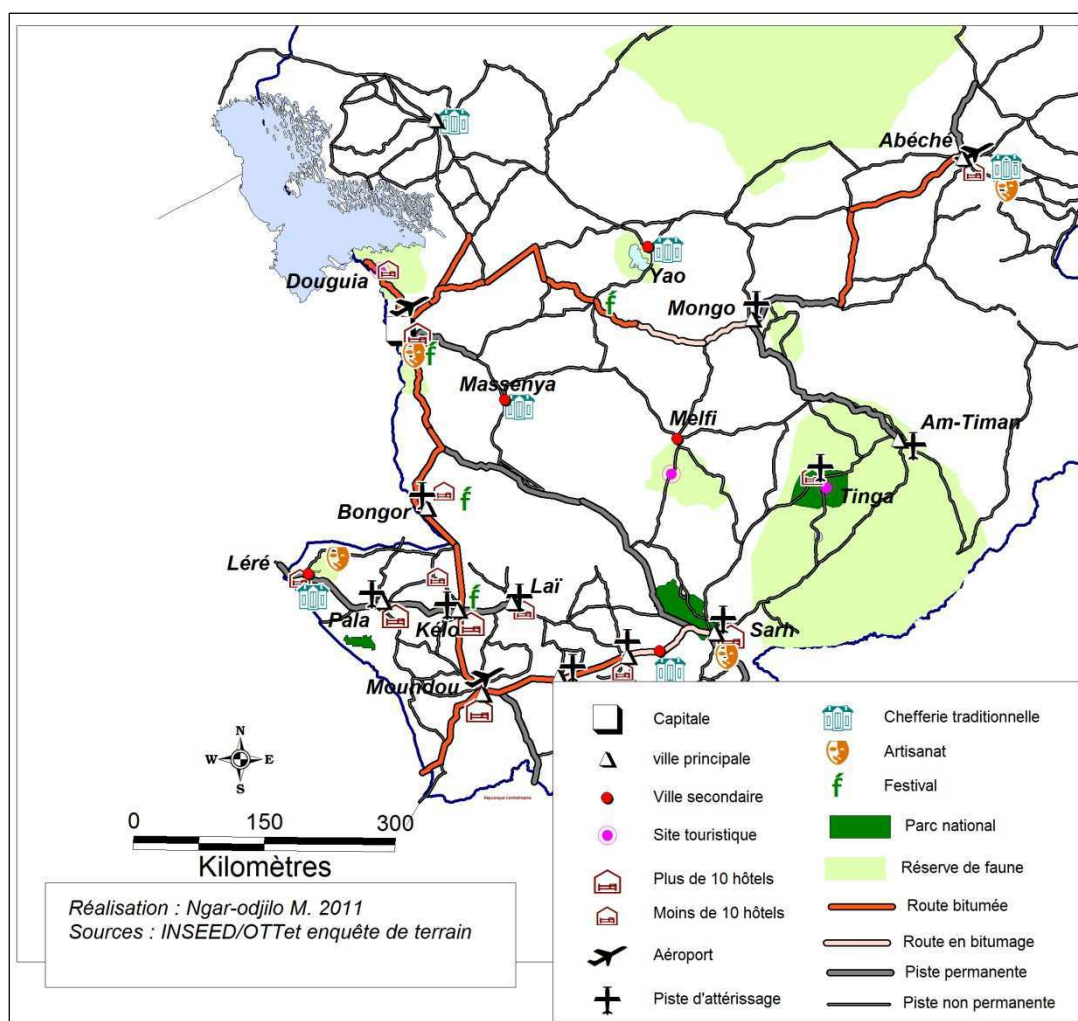 Abéché
Yao
Douguia
Mongo
Massenya
Melfi
Am-Timan
Tinga
Bongor
Léré
Laï
Pala
Kélo
Sarh
Moundou
N
W E
S
0 150 300
Kilomètres
Réalisation : Ngar-odjilo M. 2011
Sources : INSEED/OTTet enquête de terrain
Capitale
ville principale
Ville secondaire
Site touristique
Plus de 10 hôtels
Moins de 10 hôtels
Aéroport
Piste d'attérissage
Chefferie traditionnelle
Artisanat
Festival
Parc national
Réserve de faune
Route bitumée
Route en bitumage
Piste permanente
Piste non permanente